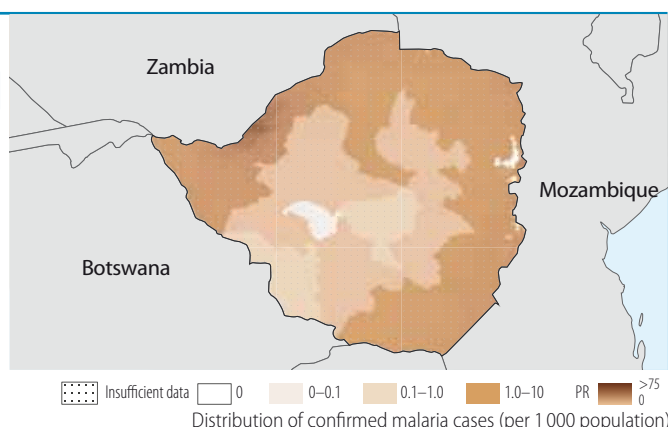 Zambia
Mozambique
Botswana
Insufficient data 0 0–0.1 0.1–1.0 1.0–10 PR >75
0
Distribution of confirmed malaria cases (per 1 000 population)